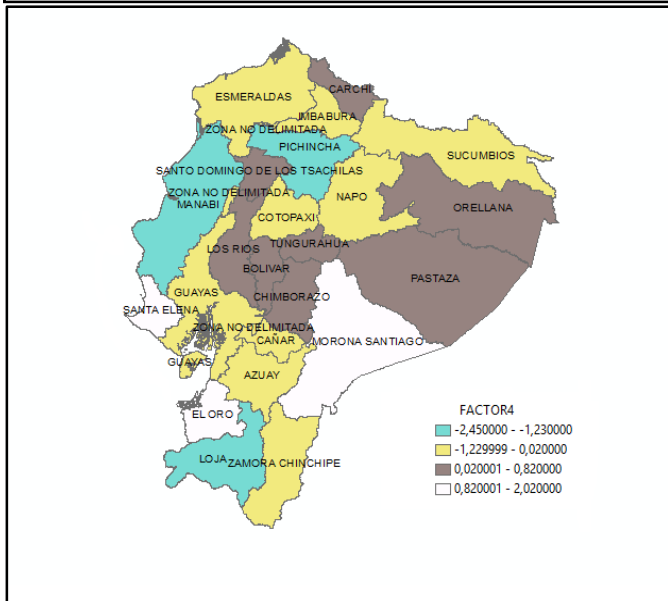 CARCHI
ESMERALDAS
IMBABURA
ZONA NO DELIMITADA
PICHINCHA
SUCUMBIOS
SANTO DOMINGO DE LOS TSACHILAS
ZONA NO DELIMITADA
NAPO
MANABI
ORELLANA
COTOPAXI
TUNGURAHUA
LOS RIOS
BOLIVAR
PASTAZA
GUAYAS
CHIMBORAZO
SANTA ELENA
ZONA NO DELIMITADA
CAÑAR
MORONA SANTIAGO
GUAYAS
AZUAY
EL ORO
LOJA
ZAMORA CHINCHIPE
FACTOR4
-2,450000 - -1,230000
-1,229999 - 0,020000
0,020001 - 0,820000
0,820001 - 2,020000